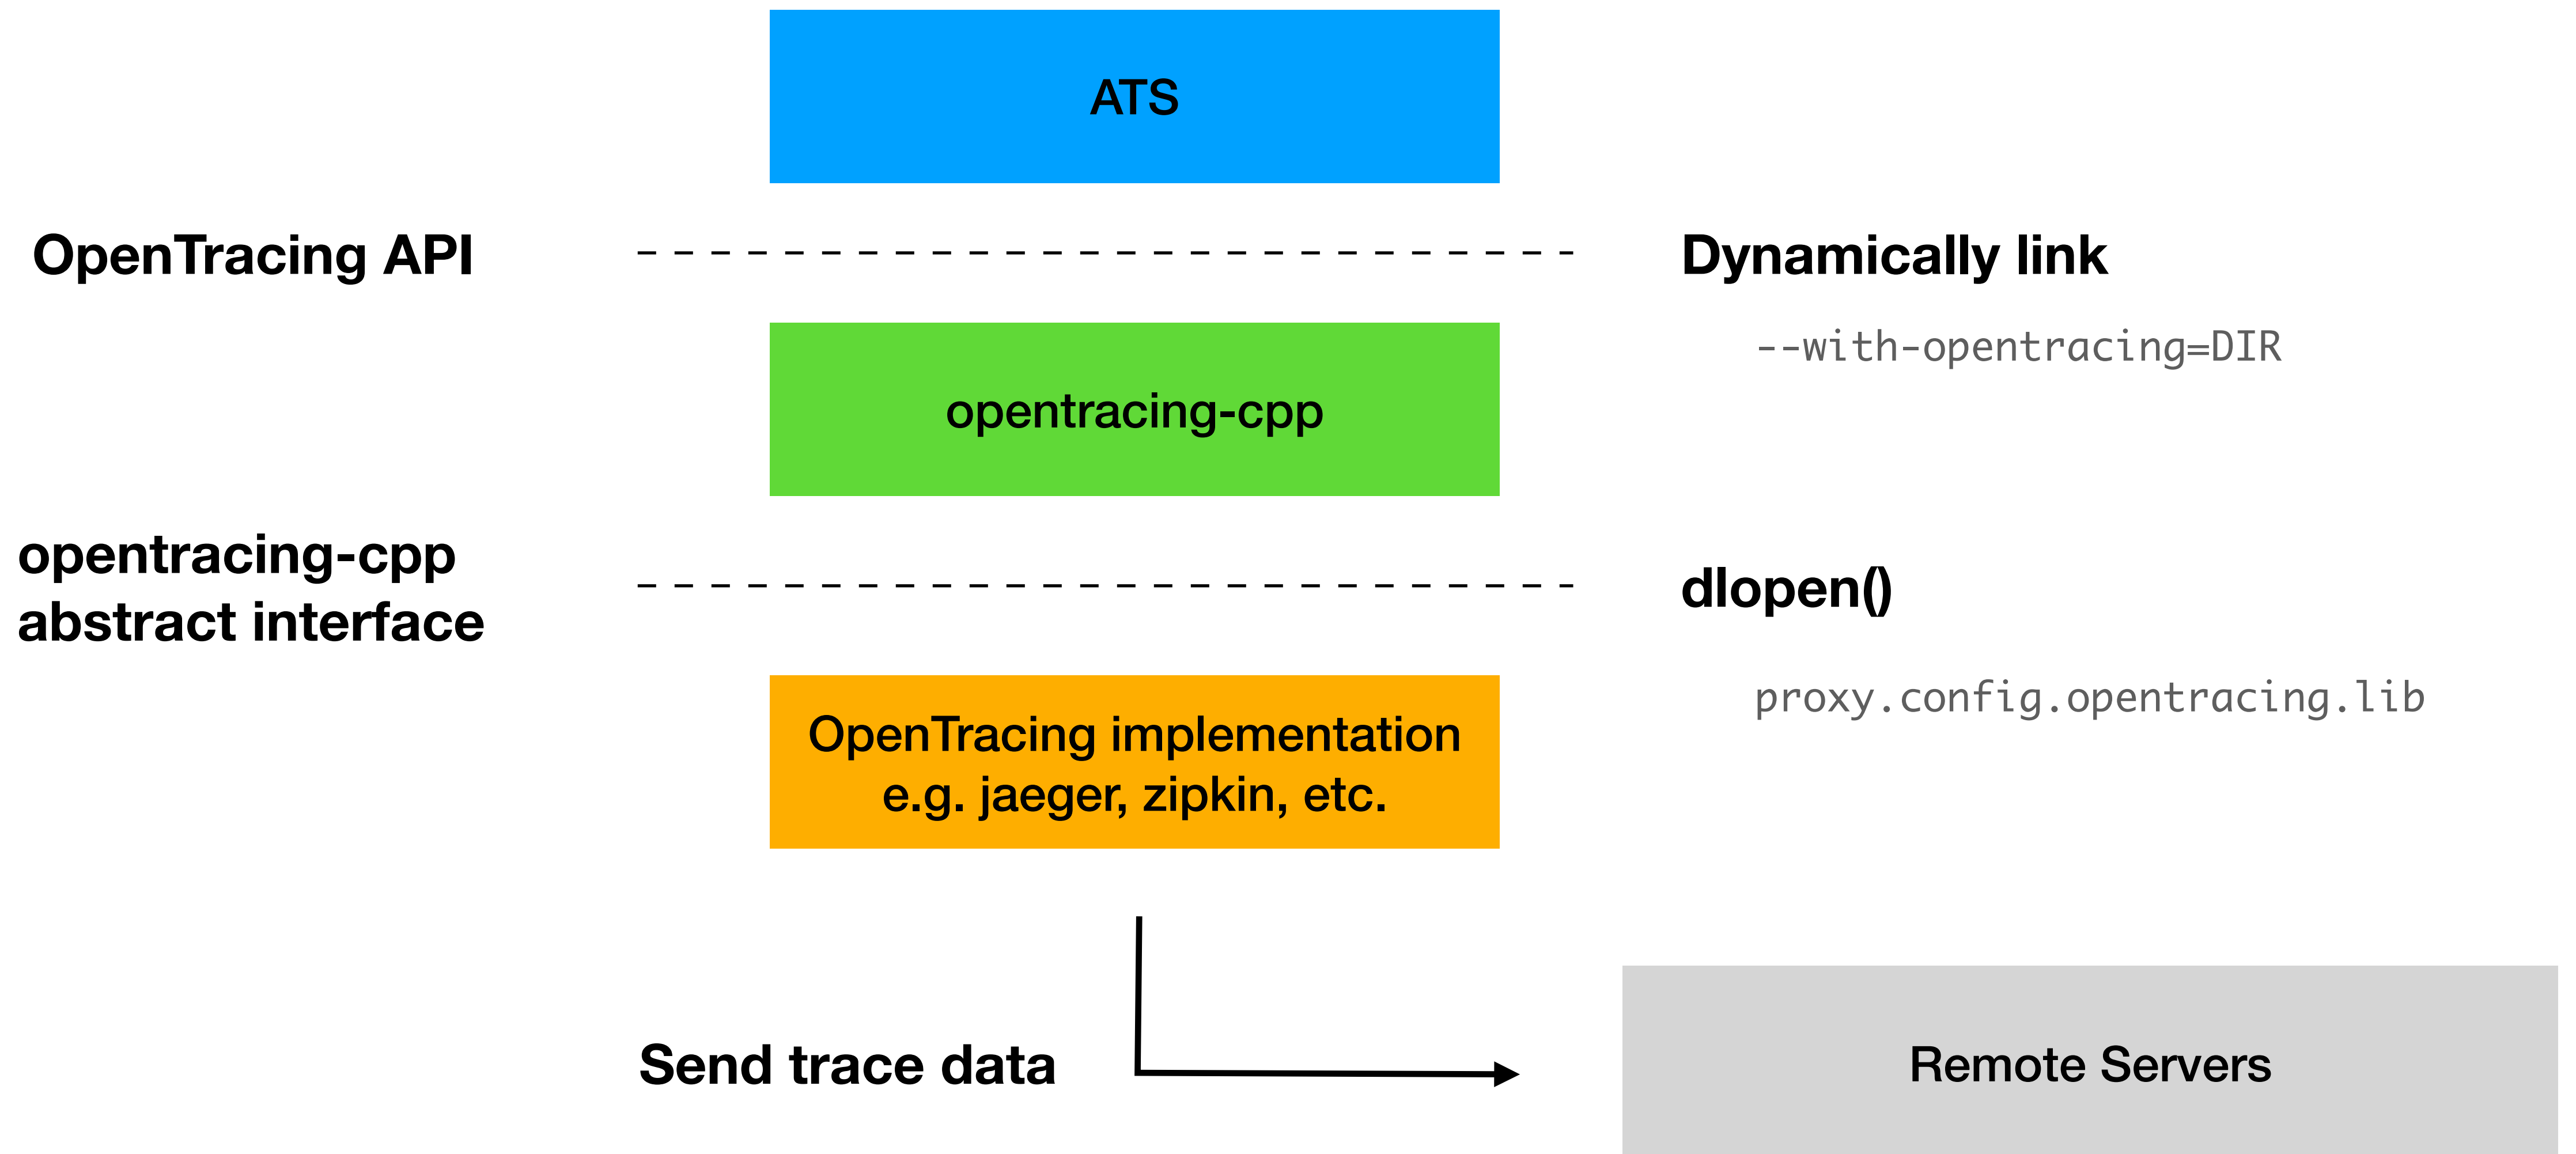 ATS
OpenTracing API
Dynamically link
--with-opentracing=DIR
opentracing-cpp
opentracing-cpp
abstract interface
dlopen()
proxy.config.opentracing.lib
OpenTracing implementation
e.g. jaeger, zipkin, etc.
Send trace data
Remote Servers